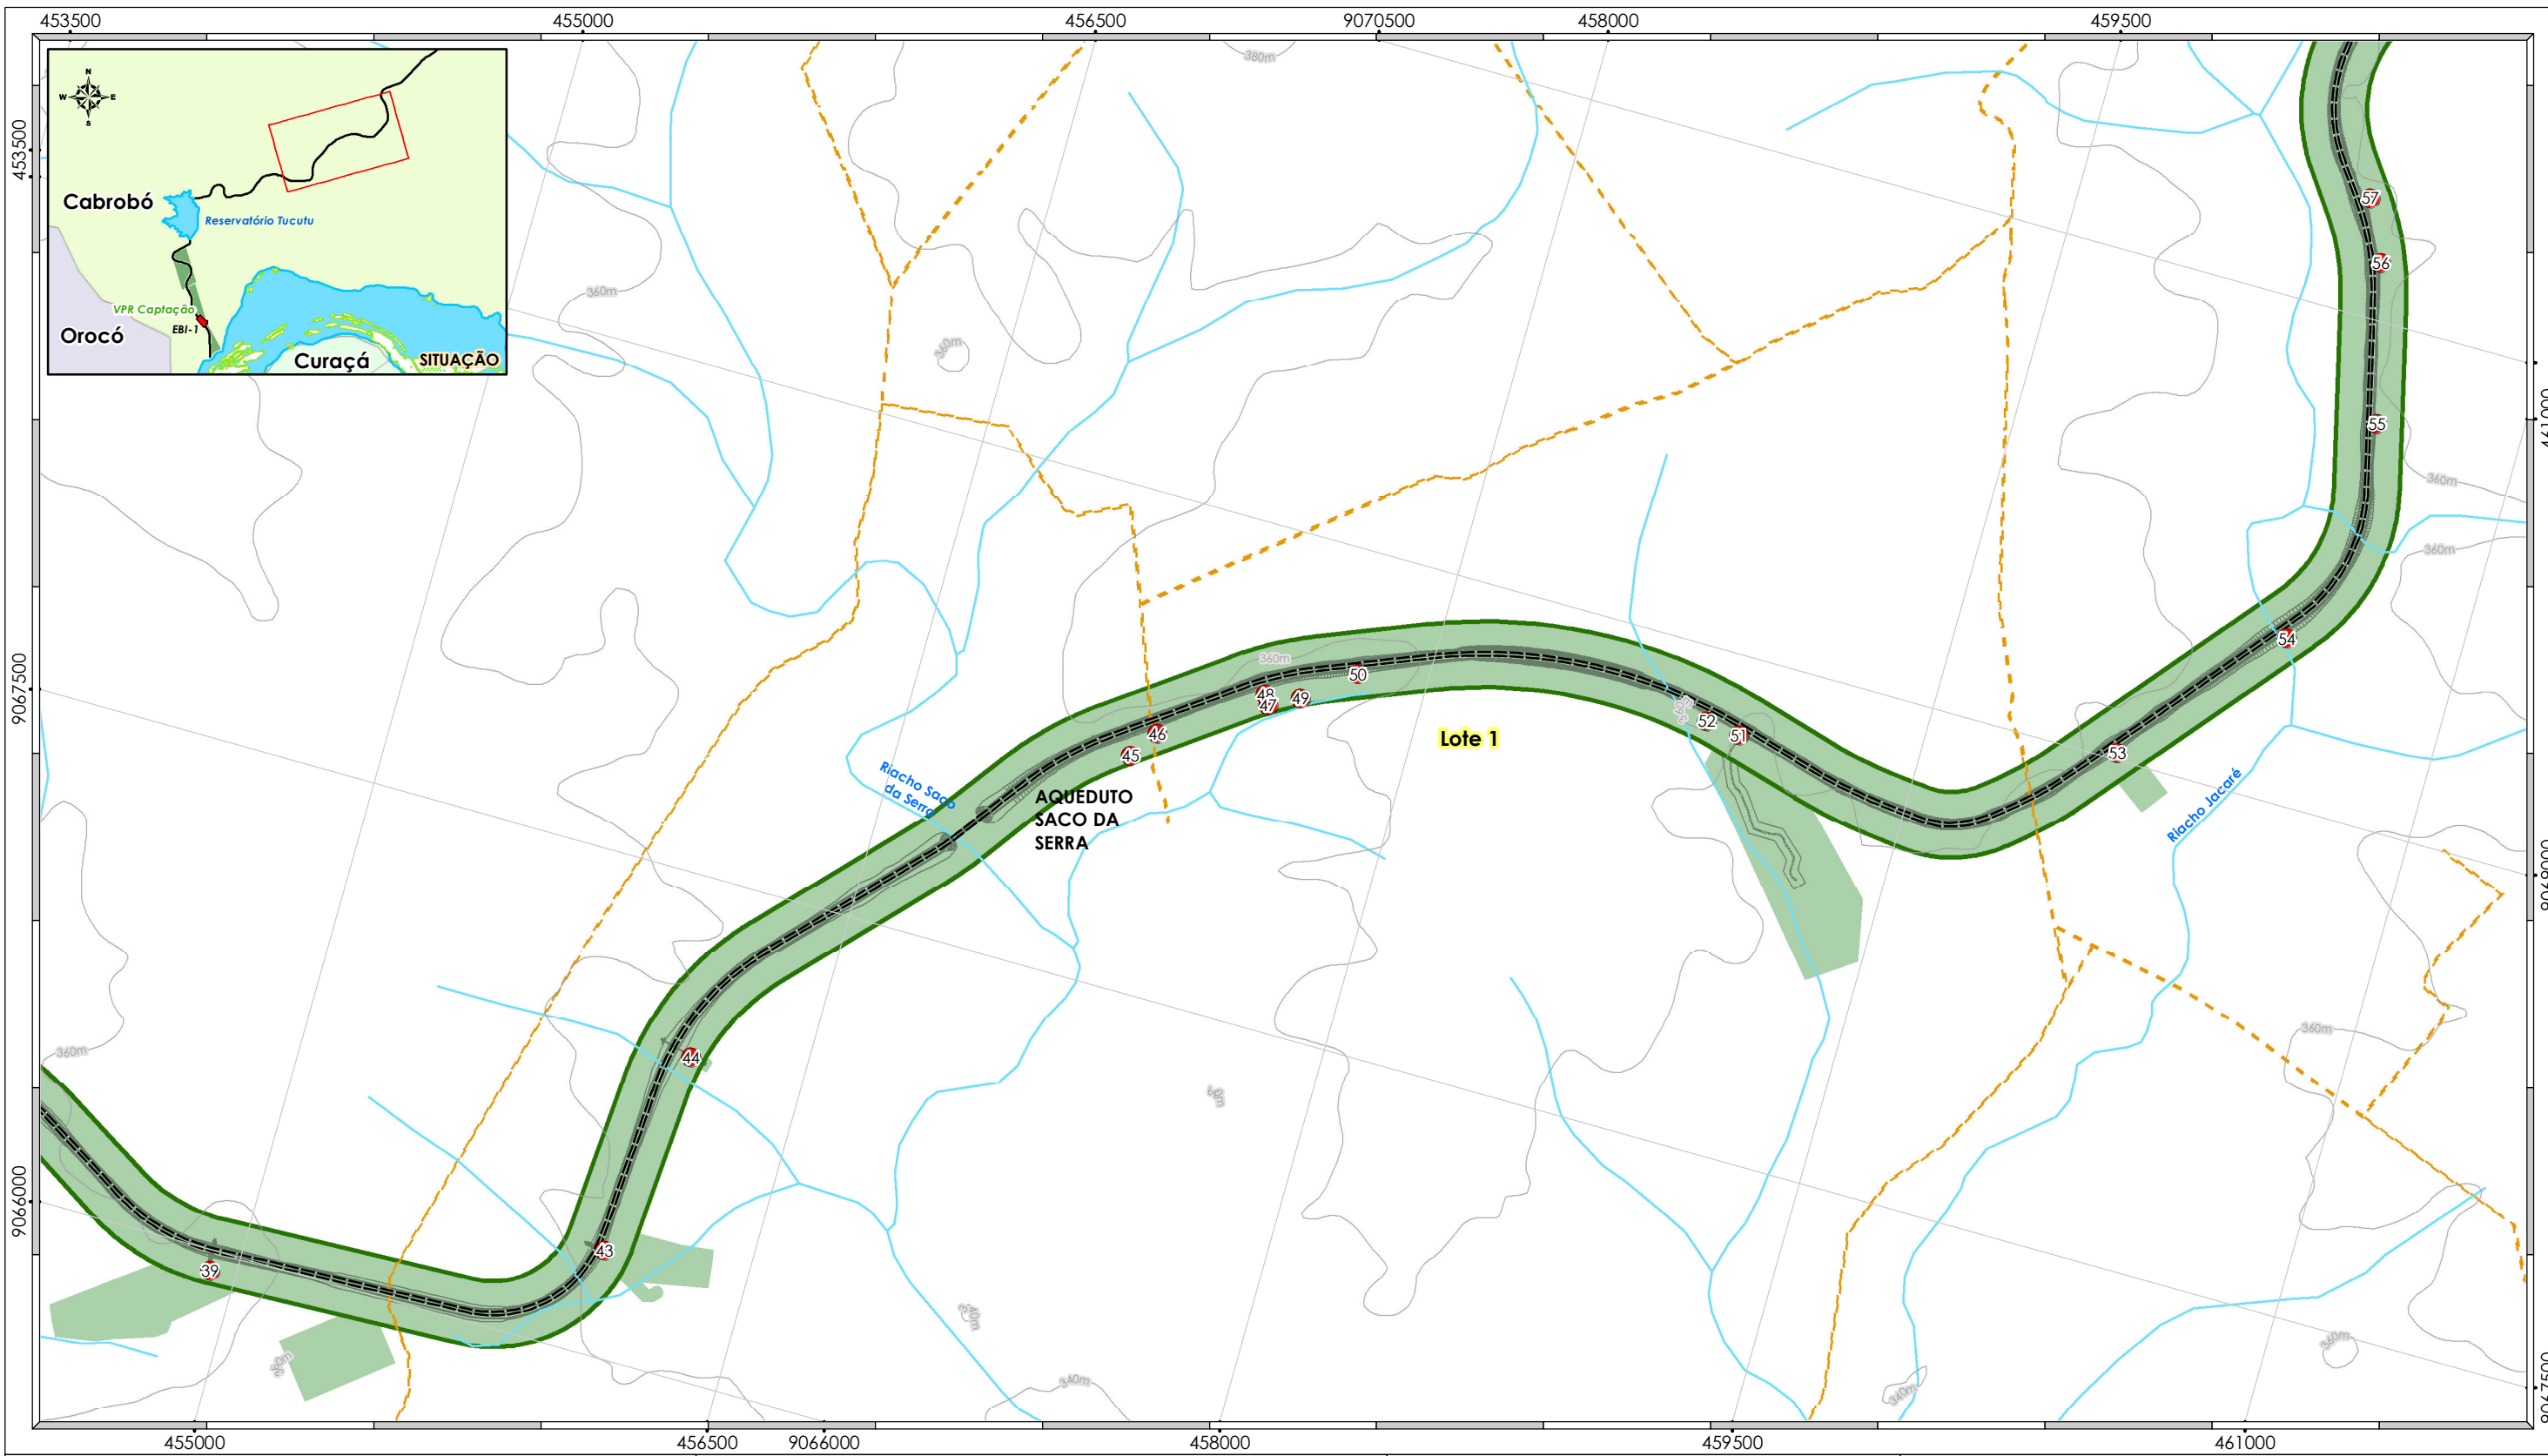 453500
455000
456500
9070500
458000
459500
N
W
E
S
Cabrobó
Reservatório Tucutu
VPR Captação
EBI-1
Orocó
Curaçá
SITUAÇÃO
380m
360m
360m
453500
57
56
55
360m
360m
54
360m
50
48
47
49
46
45
52
51
53
Lote 1
9067500
Riacho Saco
da Serra
AQUEDUTO
SACO DA
SERRA
Riacho Jacaré
360m
44
360m
9066000
43
39
360m
340m
340m
360m
340m
455000
456500
9066000
458000
459500
461000